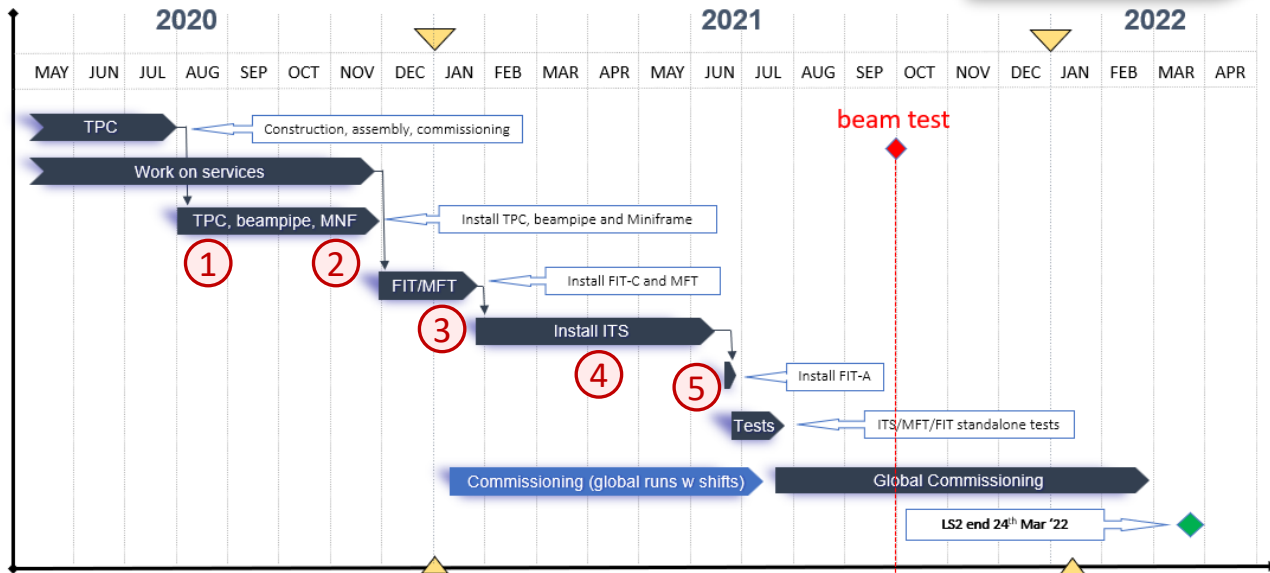 2020 2021 2022
MAY JUN JUL AUG SEP OCT NOV DEC JAN FEB MAR APR MAY JUN JUL AUG SEP OCT NOV DEC JAN FEB MAR APR
beam test
TPC
Construction, assembly, commissioning
Work on services
TPC, beampipe, MNF
Install TPC, beampipe and Miniframe
1
2
FIT/MFT
Install FIT-C and MFT
3
Install ITS
4
5
Install FIT-A
Tests
ITS/MFT/FIT standalone tests
Commissioning (global runs w shifts)
Global Commissioning
LS2 end 24th Mar '22